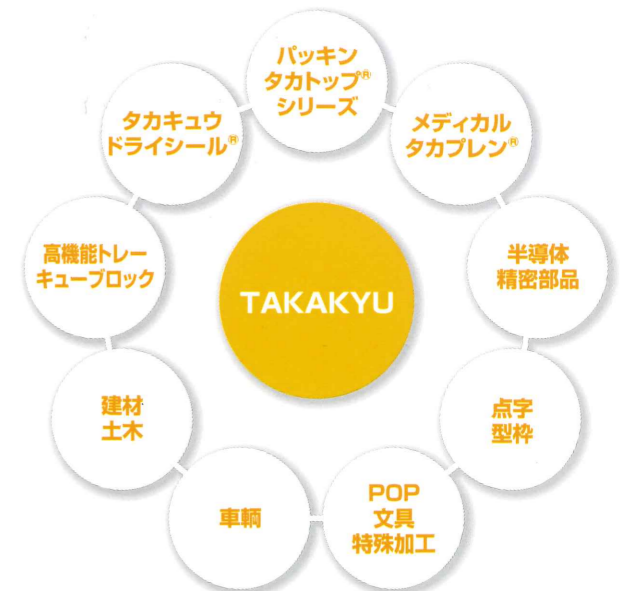 パッキン
タカトップ®
シリーズ
メディカル
タカプレン®
半導体
精密部品
点字
型枠
POP
文具
特殊加工
車輌
建材
土木
高機能トレー
キューブロック
タカキュウ
ドライシール®
TAKAKYU